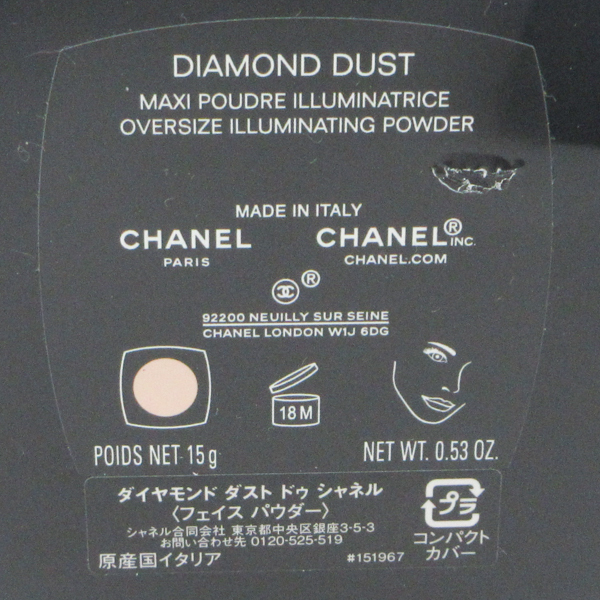 DIAMOND DUST
MAXI POUDRE ILLUMINATRICE
OVERSIZE ILLUMINATING POWDER
MADE IN ITALY
CHANEL
PARIS
CHANEL® INC.
CHANEL.COM
®
92200 NEUILLY SUR SEINE
CHANEL LONDON W1J 6DG
18 M
POIDS NET 15g
NET WT. 0.53 OZ.
ダイヤモンド ダスト ドゥ シャネル
〈フェイス パウダー〉
シャネル合同会社 東京都中央区銀座3-5-3
お問い合わせ先 0120-525-519
原産国イタリア
#151967
プラ
コンパクト
カバー